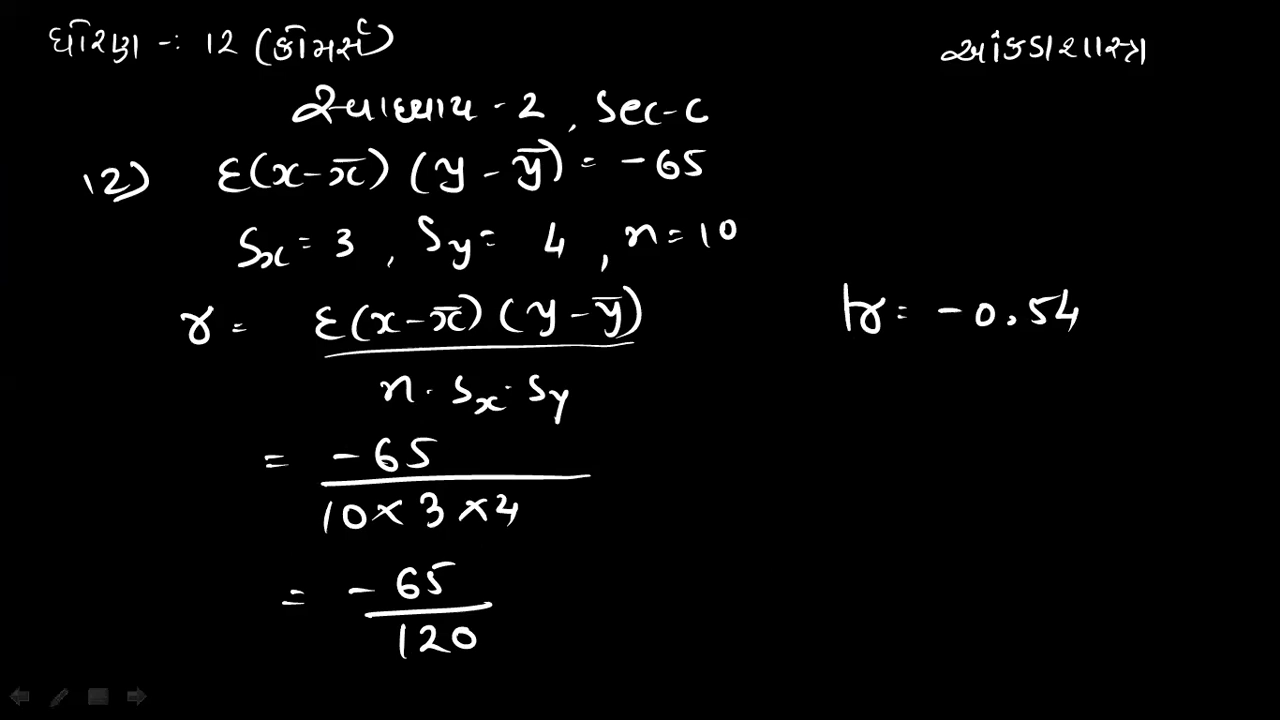 ધોરણ -: 12 (કોમર્સ)
આંકડાશાસ્ત્ર
સ્વાધ્યાય - 2, Sec-C
12) Σ(x-x̄) (y-ȳ) = -65
Sx = 3, Sy = 4, n = 10
r = Σ(x-x̄) (y-ȳ)
n · Sx · Sy
= -65
10 × 3 × 4
= -65
120
r = -0.54